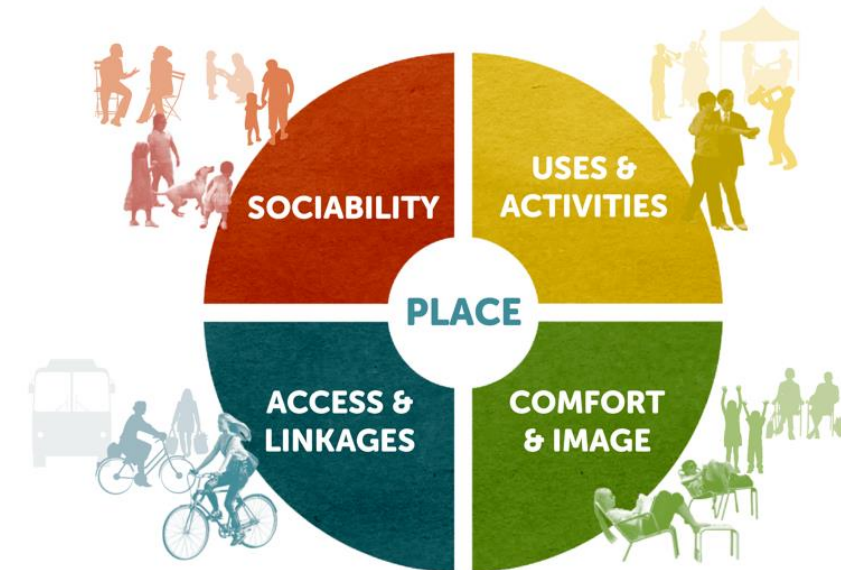 SOCIABILITY
USES &
ACTIVITIES
PLACE
ACCESS &
LINKAGES
COMFORT
& IMAGE